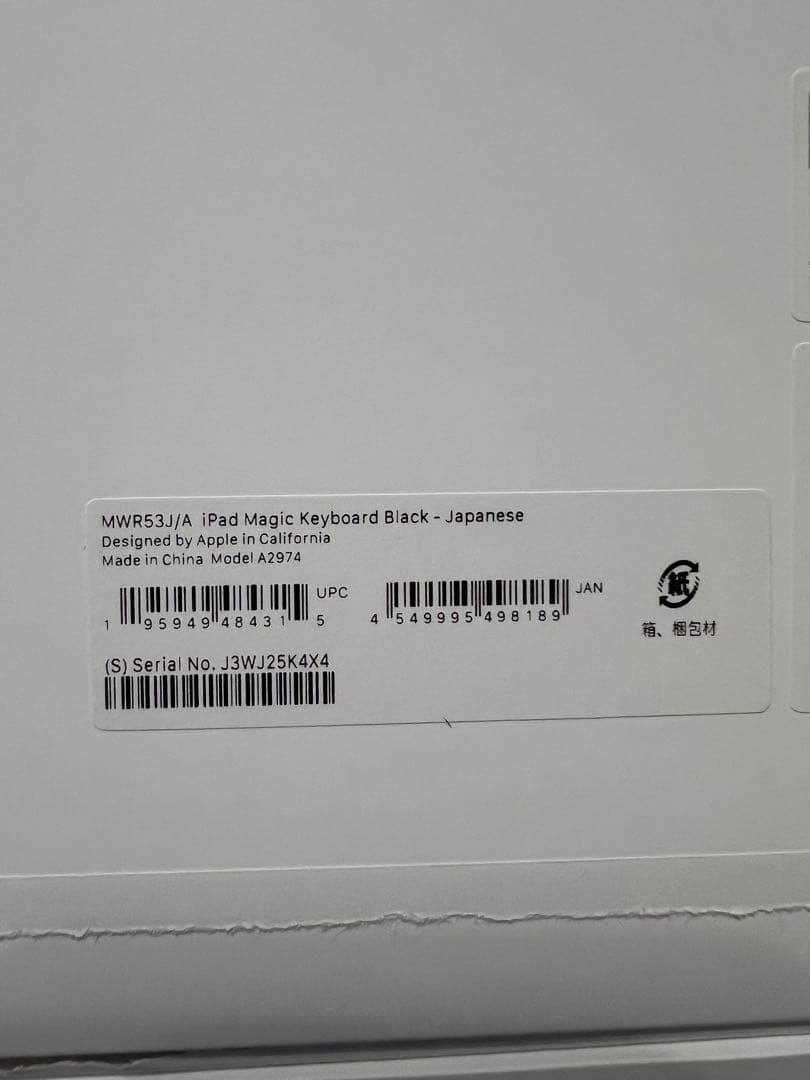 MWR53J/A iPad Magic Keyboard Black - Japanese
Designed by Apple in California
Made in China Model A2974
UPC
1 95949 48431 5
JAN
4 549995 498189
紙
箱、梱包材
(S) Serial No. J3WJ25K4X4